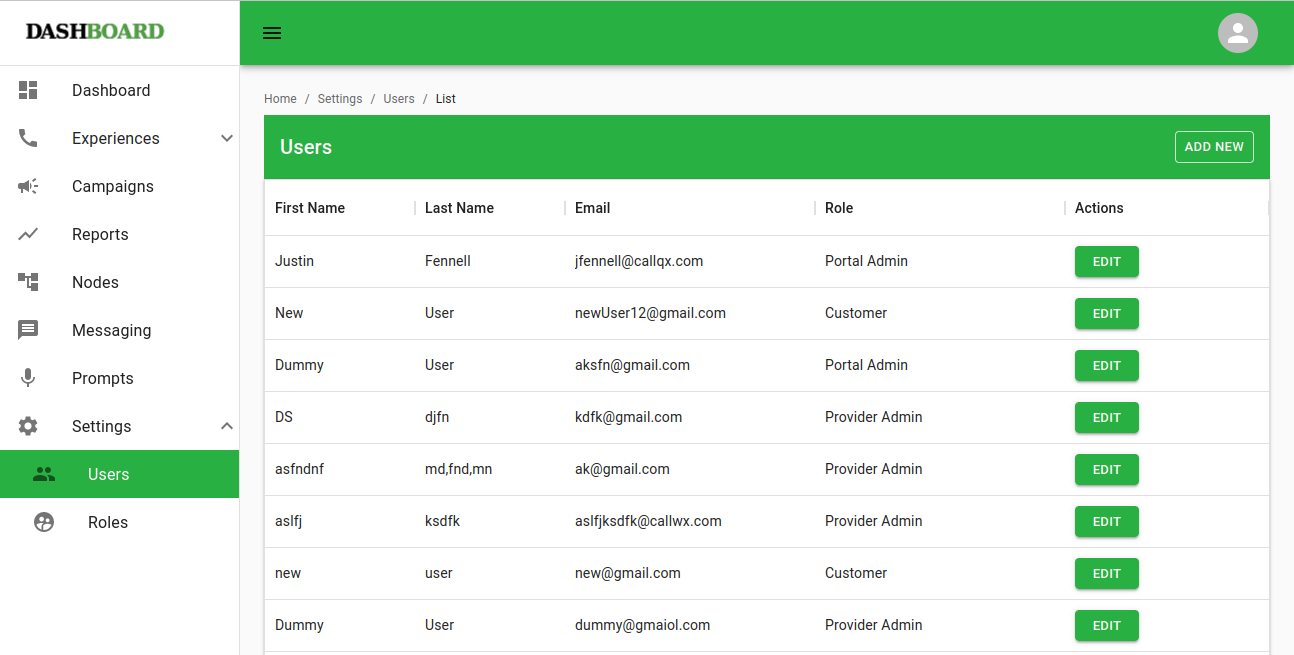 DASHBOARD
Dashboard
Experiences
Campaigns
Reports
Nodes
Messaging
Prompts
Settings
Users
Roles
Home / Settings / Users / List
Users ADD NEW
First Name Last Name Email Role Actions
Justin Fennell jfennell@callqx.com Portal Admin EDIT
New User newUser12@gmail.com Customer EDIT
Dummy User aksfn@gmail.com Portal Admin EDIT
DS djfn kdfk@gmail.com Provider Admin EDIT
asfndnf md,fnd,mn ak@gmail.com Provider Admin EDIT
aslfj ksdfk aslfjksdfk@callwx.com Provider Admin EDIT
new user new@gmail.com Customer EDIT
Dummy User dummy@gmaiol.com Provider Admin EDIT